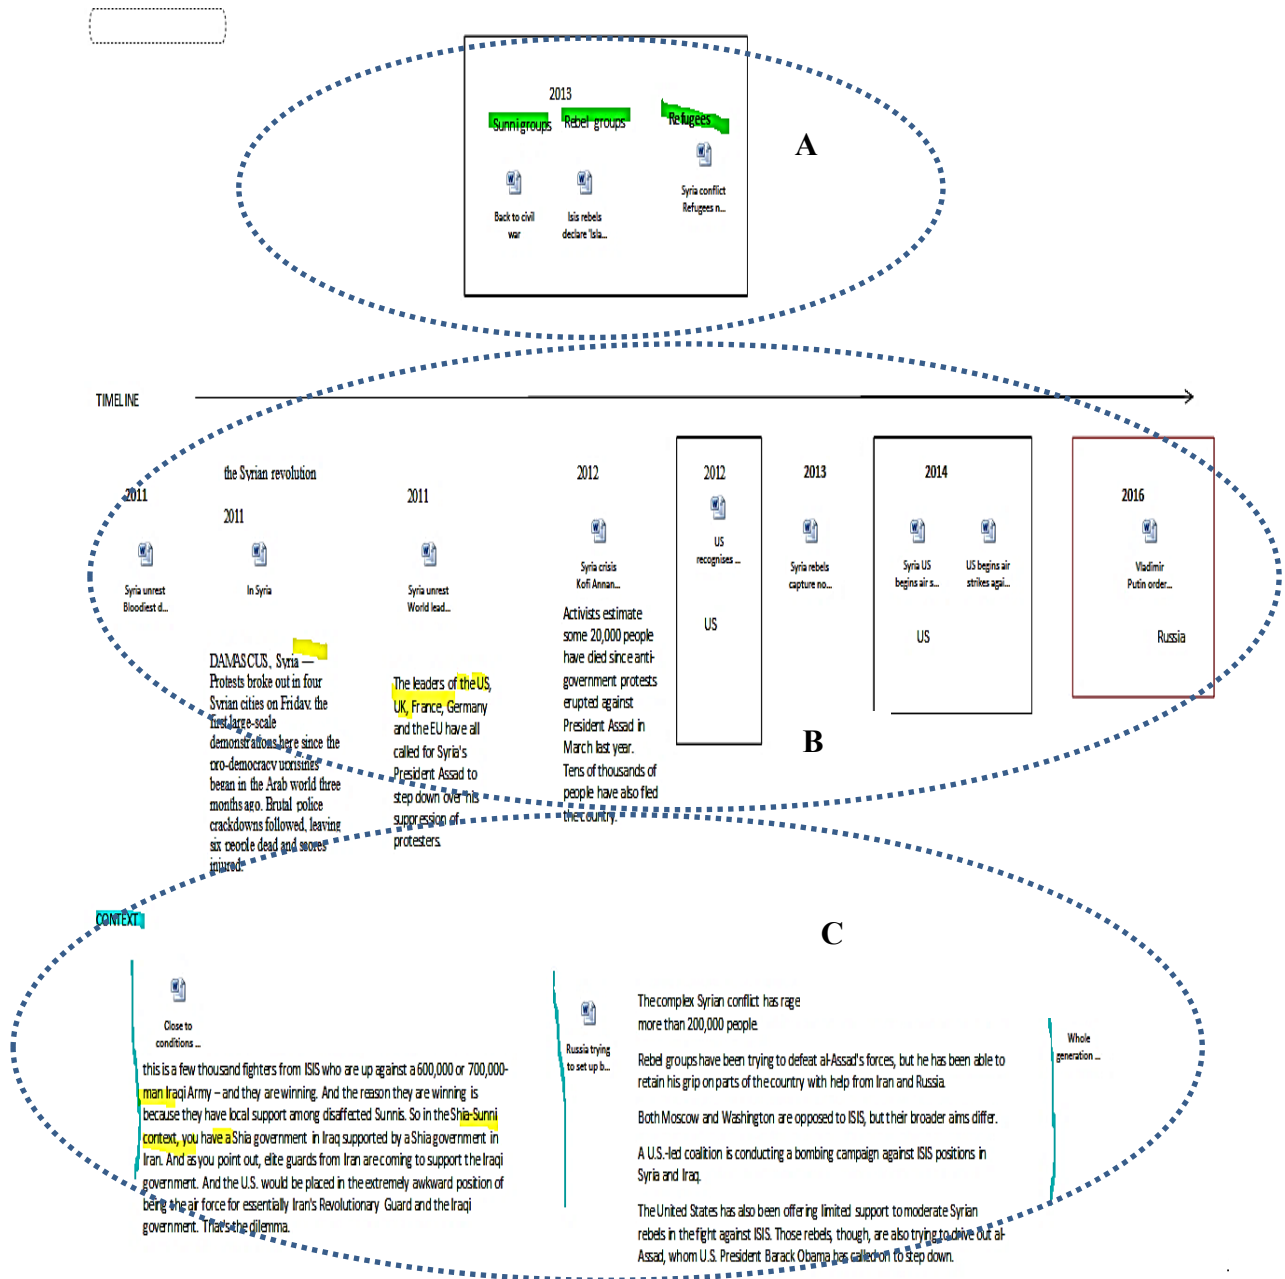 2013
Sunni groups
Rebel groups
Refugees
A
Back to civil
war
Isis rebels
declare 'Isla...
Syria conflict
Refugees n...
TIMELINE
2011
Syria unrest
Bloodiest d...
the Syrian revolution
2011
In Syria
DAMASCUS, Syria —
Protests broke out in four
Syrian cities on Friday, the
first large-scale
demonstrations here since the
pro-democracy uprisings
began in the Arab world three
months ago. Brutal police
crackdowns followed, leaving
six people dead and scores
injured.
2011
Syria unrest
World lead...
The leaders of the US,
UK, France, Germany
and the EU have all
called for Syria's
President Assad to
step down over his
suppression of
protesters.
2012
Syria crisis
Kofi Annan...
Activists estimate
some 20,000 people
have died since anti-
government protests
erupted against
President Assad in
March last year.
Tens of thousands of
people have also fled
the country.
2012
US
recognises ...
US
2013
Syria rebels
capture no...
2014
Syria US
begins air s...
US begins air
strikes agai...
US
2016
Vladimir
Putin order...
Russia
B
CONTEXT
C
Close to
conditions ...
this is a few thousand fighters from ISIS who are up against a 600,000 or 700,000-
man Iraqi Army – and they are winning. And the reason they are winning is
because they have local support among disaffected Sunnis. So in the Shia-Sunni
context, you have a Shia government in Iraq supported by a Shia government in
Iran. And as you point out, elite guards from Iran are coming to support the Iraqi
government. And the U.S. would be placed in the extremely awkward position of
being the air force for essentially Iran's Revolutionary Guard and the Iraqi
government. That's the dilemma.
Russia trying
to set up b...
The complex Syrian conflict has rage
more than 200,000 people.
Rebel groups have been trying to defeat al-Assad's forces, but he has been able to
retain his grip on parts of the country with help from Iran and Russia.
Both Moscow and Washington are opposed to ISIS, but their broader aims differ.
A U.S.-led coalition is conducting a bombing campaign against ISIS positions in
Syria and Iraq.
The United States has also been offering limited support to moderate Syrian
rebels in the fight against ISIS. Those rebels, though, are also trying to drive out al-
Assad, whom U.S. President Barack Obama has called on to step down.
Whole
generation ...